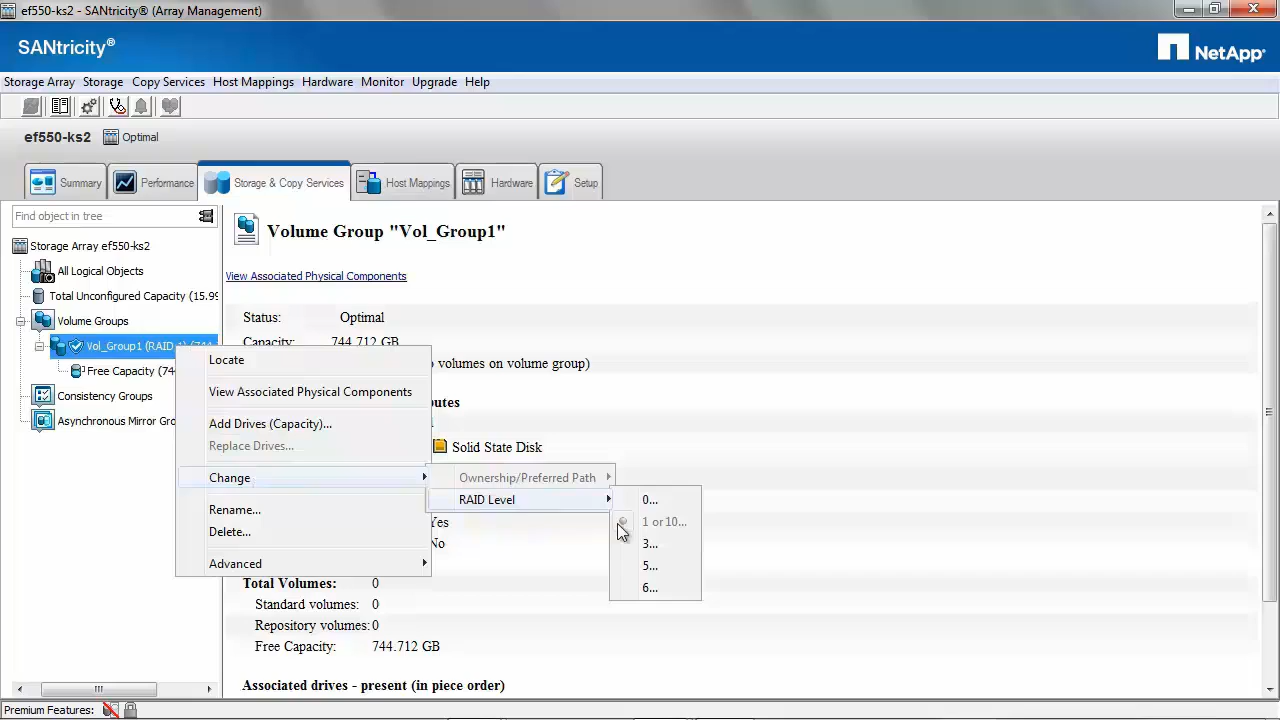 ef550-ks2 - SANtricity® (Array Management)
SANtricity®
NetApp®
Storage Array Storage Copy Services Host Mappings Hardware Monitor Upgrade Help
ef550-ks2 Optimal
Summary Performance Storage & Copy Services Host Mappings Hardware Setup
Find object in tree
Storage Array ef550-ks2
All Logical Objects
Total Unconfigured Capacity (15.99
Volume Groups
Vol_Group1 (RAID
Free Capacity (74
Consistency Groups
Asynchronous Mirror Gro
Volume Group "Vol_Group1"
View Associated Physical Components
Status: Optimal
Capacity: 744.712 GB
volumes on volume group)
Solid State Disk
Yes
No
Total Volumes: 0
Standard volumes: 0
Repository volumes: 0
Free Capacity: 744.712 GB
Associated drives - present (in piece order)
Locate
View Associated Physical Components
Add Drives (Capacity)...
Replace Drives...
Change
Rename...
Delete...
Advanced
Ownership/Preferred Path
RAID Level
0...
1 or 10...
3...
5...
6...
Premium Features: